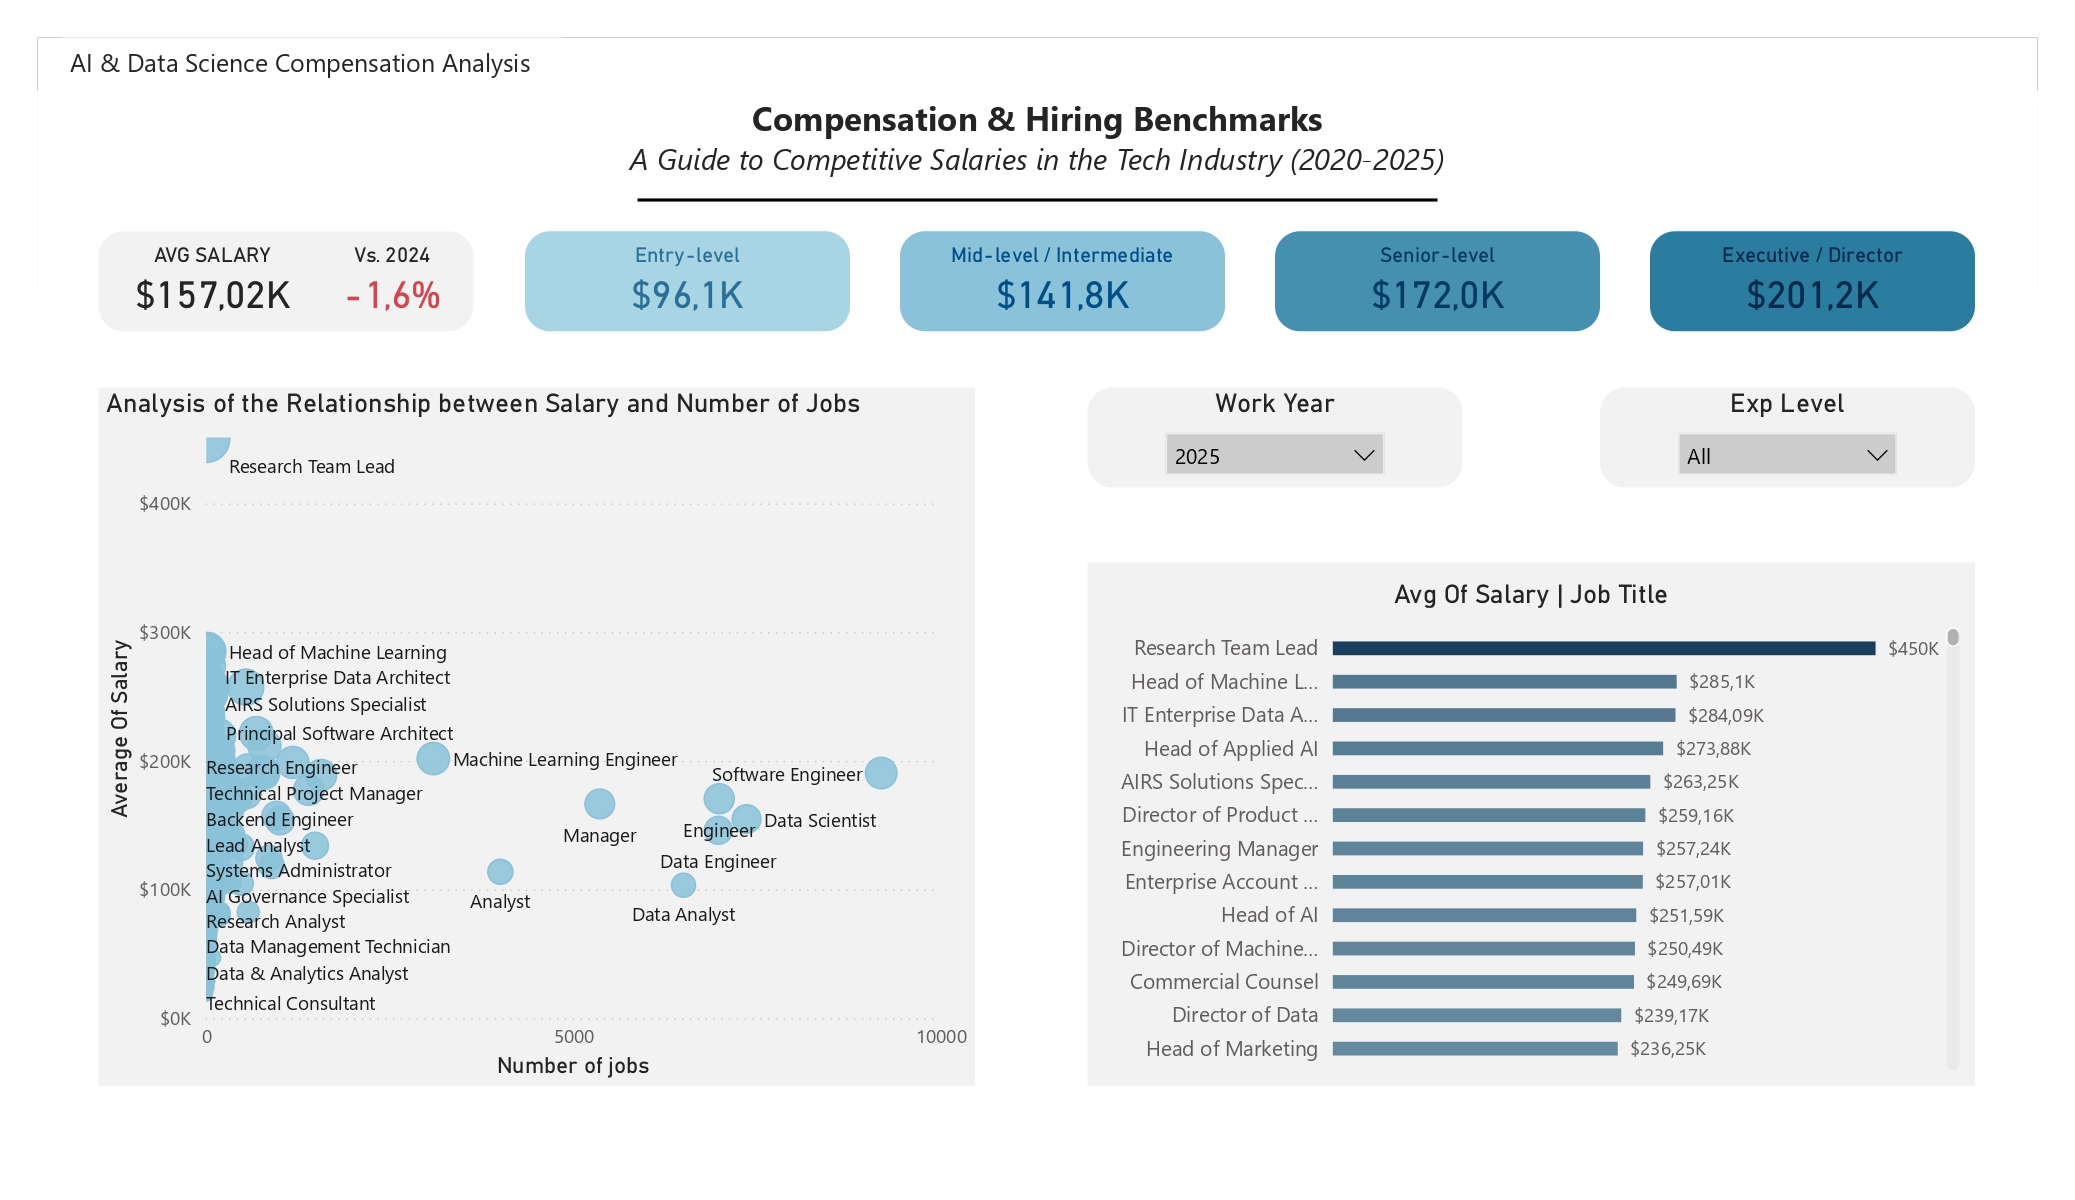 AI & Data Science Compensation Analysis
Compensation & Hiring Benchmarks
A Guide to Competitive Salaries in the Tech Industry (2020-2025)
AVG SALARY
$157,02K
Vs. 2024
-1,6%
Entry-level
$96,1K
Mid-level / Intermediate
$141,8K
Senior-level
$172,0K
Executive / Director
$201,2K
Analysis of the Relationship between Salary and Number of Jobs
Average Of Salary
$400K
$300K
$200K
$100K
$0K
Research Team Lead
Head of Machine Learning
IT Enterprise Data Architect
AIRS Solutions Specialist
Principal Software Architect
Machine Learning Engineer
Research Engineer
Software Engineer
Technical Project Manager
Backend Engineer
Data Scientist
Engineer
Manager
Lead Analyst
Data Engineer
Systems Administrator
AI Governance Specialist
Analyst
Data Analyst
Research Analyst
Data Management Technician
Data & Analytics Analyst
Technical Consultant
0
5000
10000
Number of jobs
Work Year
2025
Exp Level
All
Avg Of Salary | Job Title
Research Team Lead $450K
Head of Machine L... $285,1K
IT Enterprise Data A... $284,09K
Head of Applied AI $273,88K
AIRS Solutions Spec... $263,25K
Director of Product ... $259,16K
Engineering Manager $257,24K
Enterprise Account ... $257,01K
Head of AI $251,59K
Director of Machine... $250,49K
Commercial Counsel $249,69K
Director of Data $239,17K
Head of Marketing $236,25K